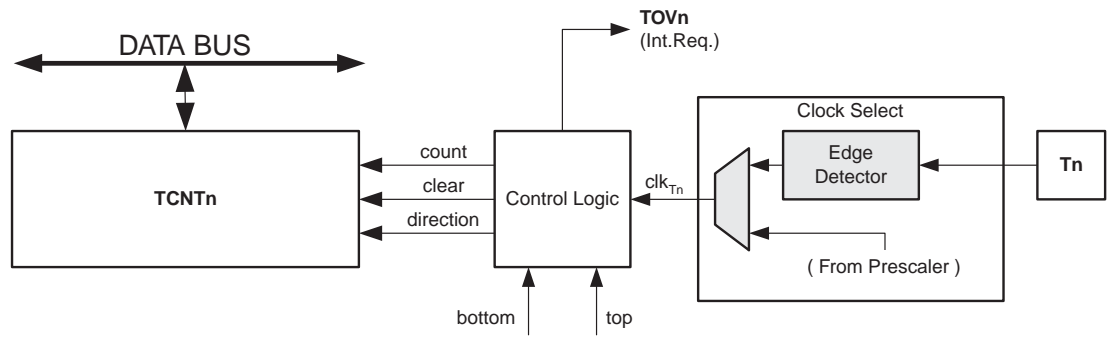 TOVn
(Int.Req.)
DATA BUS
Clock Select
count
Edge
Detector
Tn
TCNTn
clear
Control Logic
clkTn
direction
( From Prescaler )
bottom
top